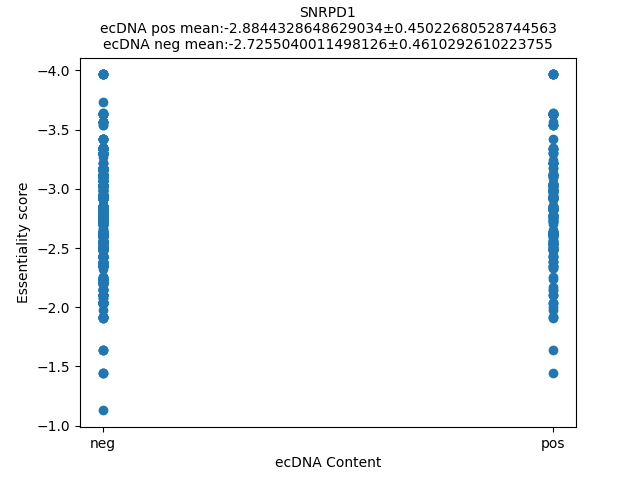 SNRPD1
ecDNA pos mean:-2.8844328648629034±0.45022680528744563
ecDNA neg mean:-2.7255040011498126±0.4610292610223755
−4.0
−3.5
−3.0
−2.5
−2.0
−1.5
−1.0
Essentiality score
neg
pos
ecDNA Content